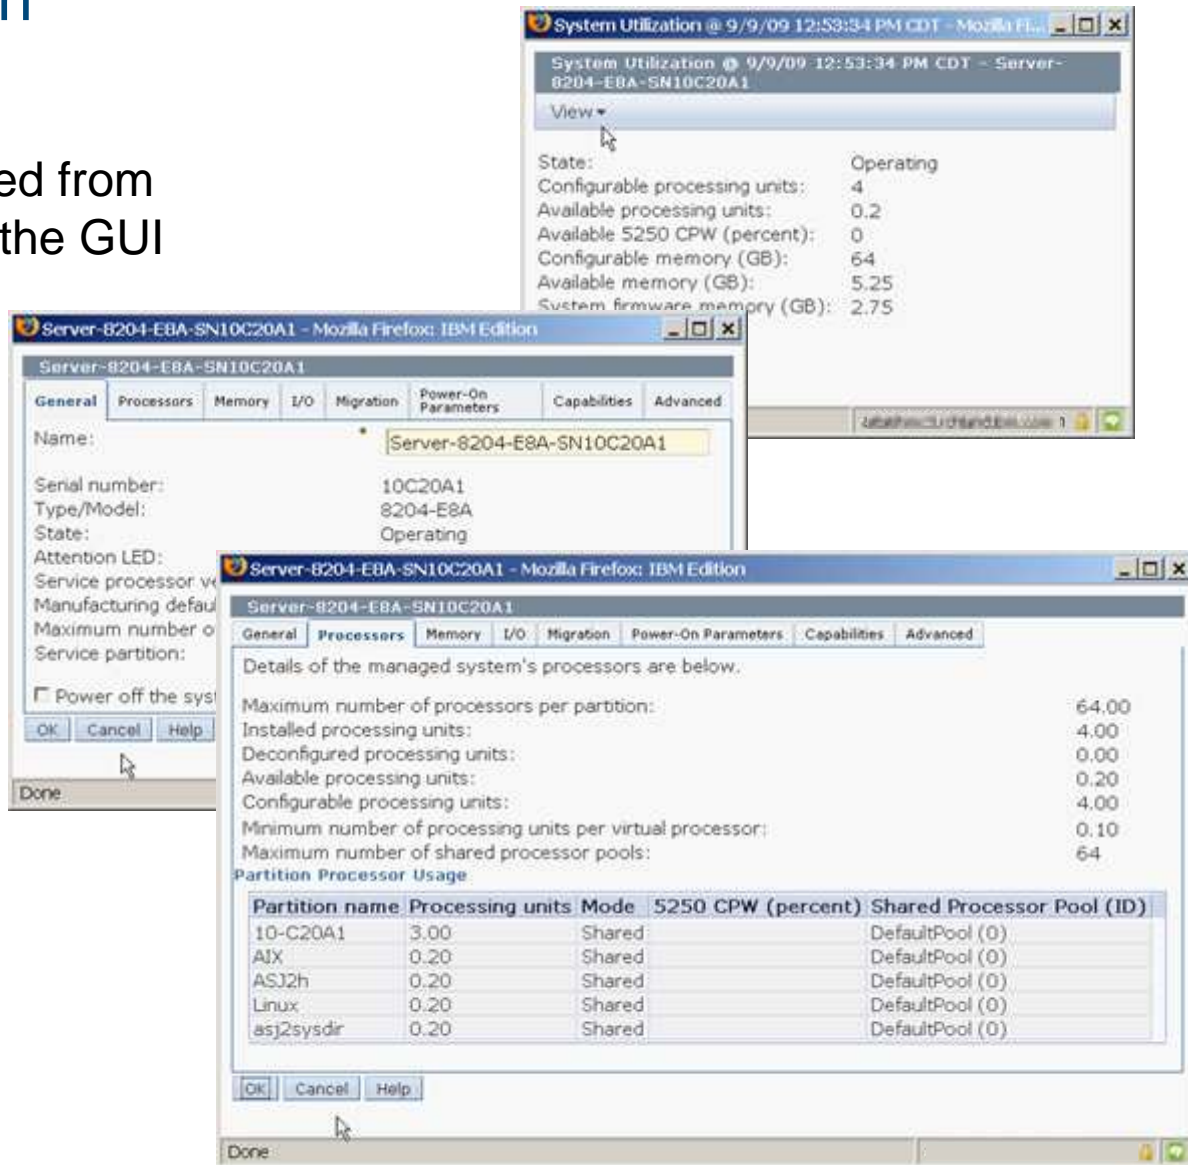 ed from
the GUI
System Utilization @ 9/9/09 12:53:34 PM CDT - Mozilla Fi...
System Utilization @ 9/9/09 12:53:34 PM CDT - Server-
8204-E8A-SN10C20A1
View
State: Operating
Configurable processing units: 4
Available processing units: 0.2
Available 5250 CPW (percent): 0
Configurable memory (GB): 64
Available memory (GB): 5.25
System firmware memory (GB): 2.75
Server-8204-E8A-SN10C20A1 - Mozilla Firefox: IBM Edition
Server-8204-E8A-SN10C20A1
General Processors Memory I/O Migration Power-On Parameters Capabilities Advanced
Name: * Server-8204-E8A-SN10C20A1
Serial number: 10C20A1
Type/Model: 8204-E8A
State: Operating
Attention LED:
Service processor ve
Manufacturing defau
Maximum number o
Service partition:
Power off the syst
OK Cancel Help
Done
Server-8204-E8A-SN10C20A1 - Mozilla Firefox: IBM Edition
Server-8204-E8A-SN10C20A1
General Processors Memory I/O Migration Power-On Parameters Capabilities Advanced
Details of the managed system's processors are below.
Maximum number of processors per partition: 64.00
Installed processing units: 4.00
Deconfigured processing units: 0.00
Available processing units: 0.20
Configurable processing units: 4.00
Minimum number of processing units per virtual processor: 0.10
Maximum number of shared processor pools: 64
Partition Processor Usage
Partition name Processing units Mode 5250 CPW (percent) Shared Processor Pool (ID)
10-C20A1 3.00 Shared DefaultPool (0)
AIX 0.20 Shared DefaultPool (0)
ASJ2h 0.20 Shared DefaultPool (0)
Linux 0.20 Shared DefaultPool (0)
asj2sysdir 0.20 Shared DefaultPool (0)
OK Cancel Help
Done